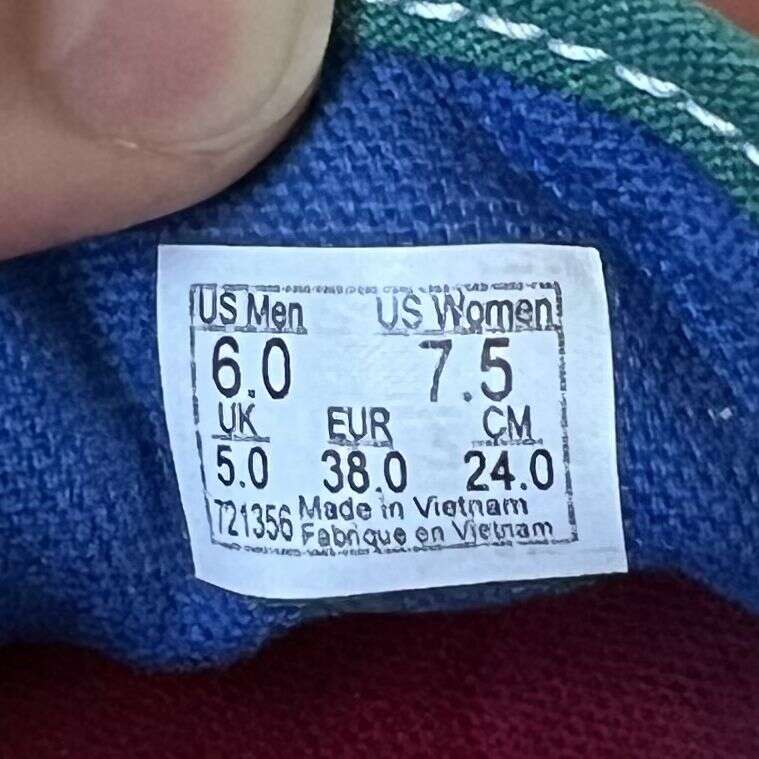 US Men US Women
6.0 7.5
UK EUR CM
5.0 38.0 24.0
721356 Made in Vietnam
Fabrique en Vietnam